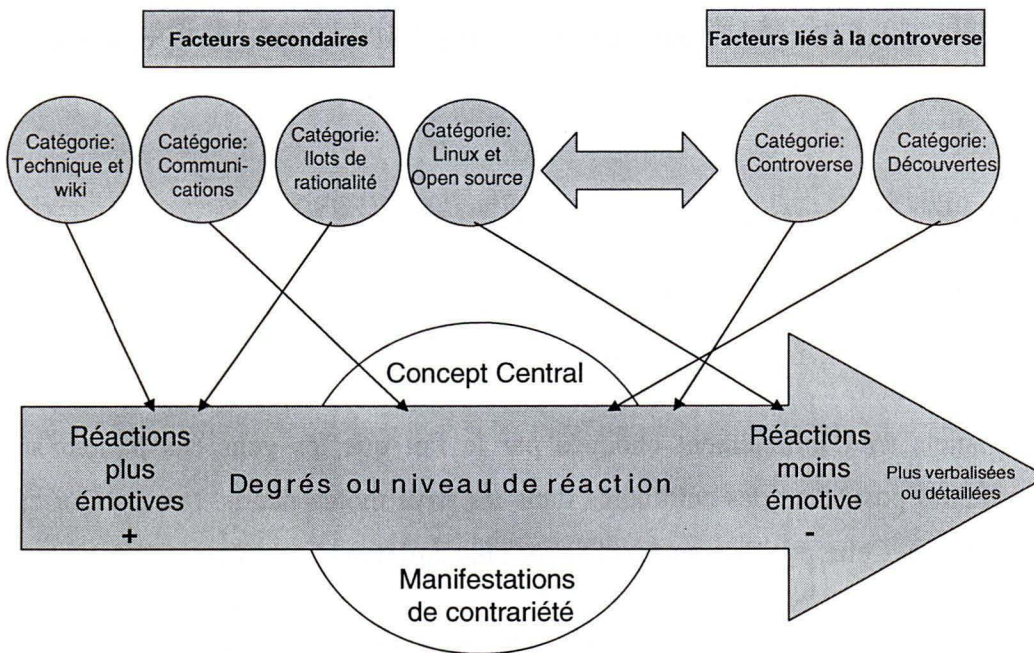 Facteurs secondaires
Facteurs liés à la controverse
Catégorie:
Technique et
wiki
Catégorie:
Communi-
cations
Catégorie:
Ilots de
rationalité
Catégorie:
Linux et
Open source
Catégorie:
Controverse
Catégorie:
Découvertes
Concept Central
Réactions
plus
émotives
+
Degrés ou niveau de réaction
Réactions
moins
émotive
-
Plus verbalisées
ou détaillées
Manifestations
de contrariété